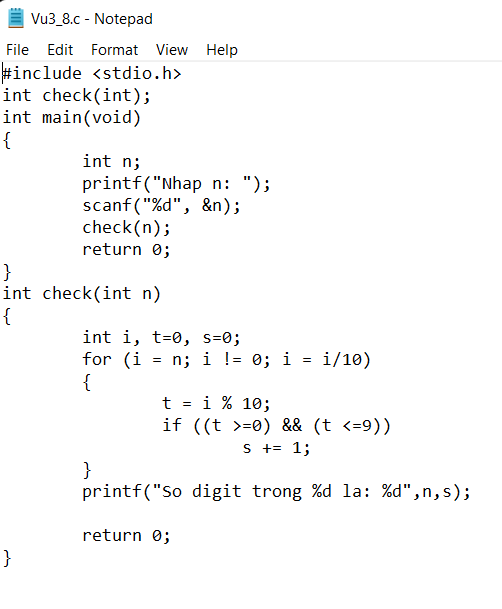 Vu3_8.c - Notepad
File Edit Format View Help
#include <stdio.h>
int check(int);
int main(void)
{
        int n;
        printf("Nhap n: ");
        scanf("%d", &n);
        check(n);
        return 0;
}
int check(int n)
{
        int i, t=0, s=0;
        for (i = n; i != 0; i = i/10)
        {
                t = i % 10;
                if ((t >=0) && (t <=9))
                        s += 1;
        }
        printf("So digit trong %d la: %d",n,s);

        return 0;
}